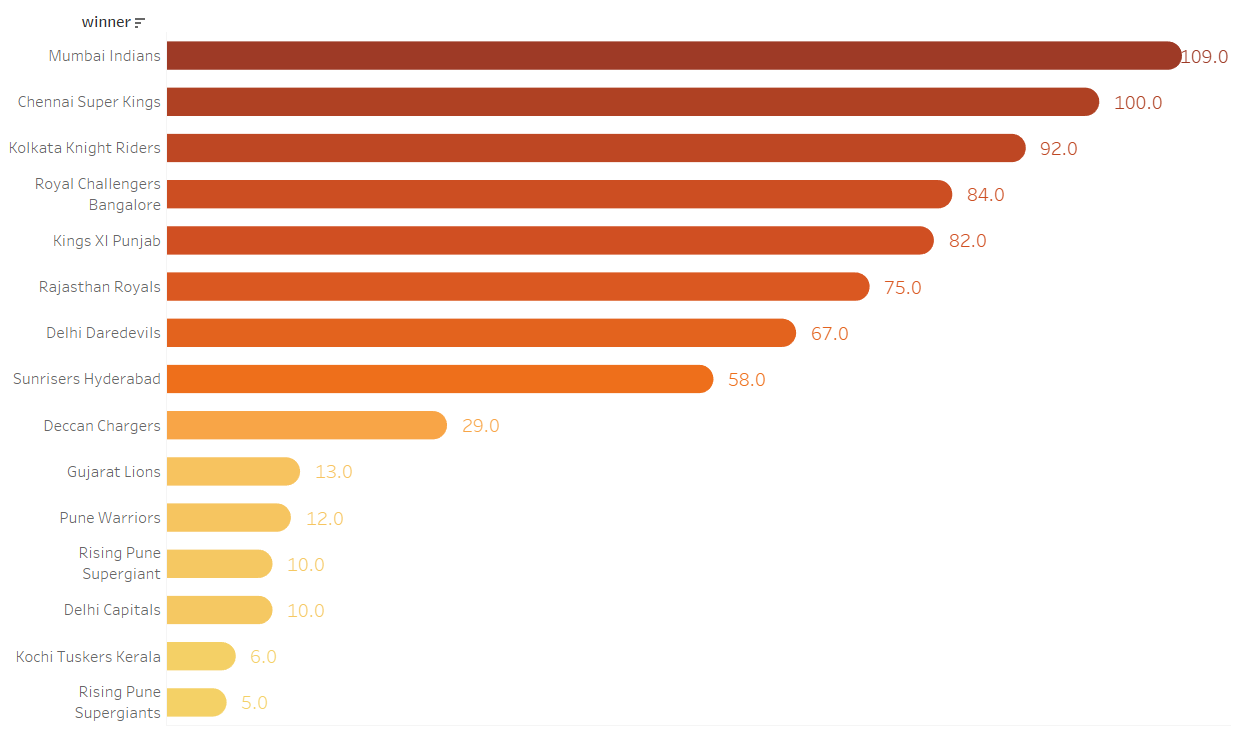 winner
Mumbai Indians 109.0
Chennai Super Kings 100.0
Kolkata Knight Riders 92.0
Royal Challengers
Bangalore 84.0
Kings XI Punjab 82.0
Rajasthan Royals 75.0
Delhi Daredevils 67.0
Sunrisers Hyderabad 58.0
Deccan Chargers 29.0
Gujarat Lions 13.0
Pune Warriors 12.0
Rising Pune
Supergiant 10.0
Delhi Capitals 10.0
Kochi Tuskers Kerala 6.0
Rising Pune
Supergiants 5.0